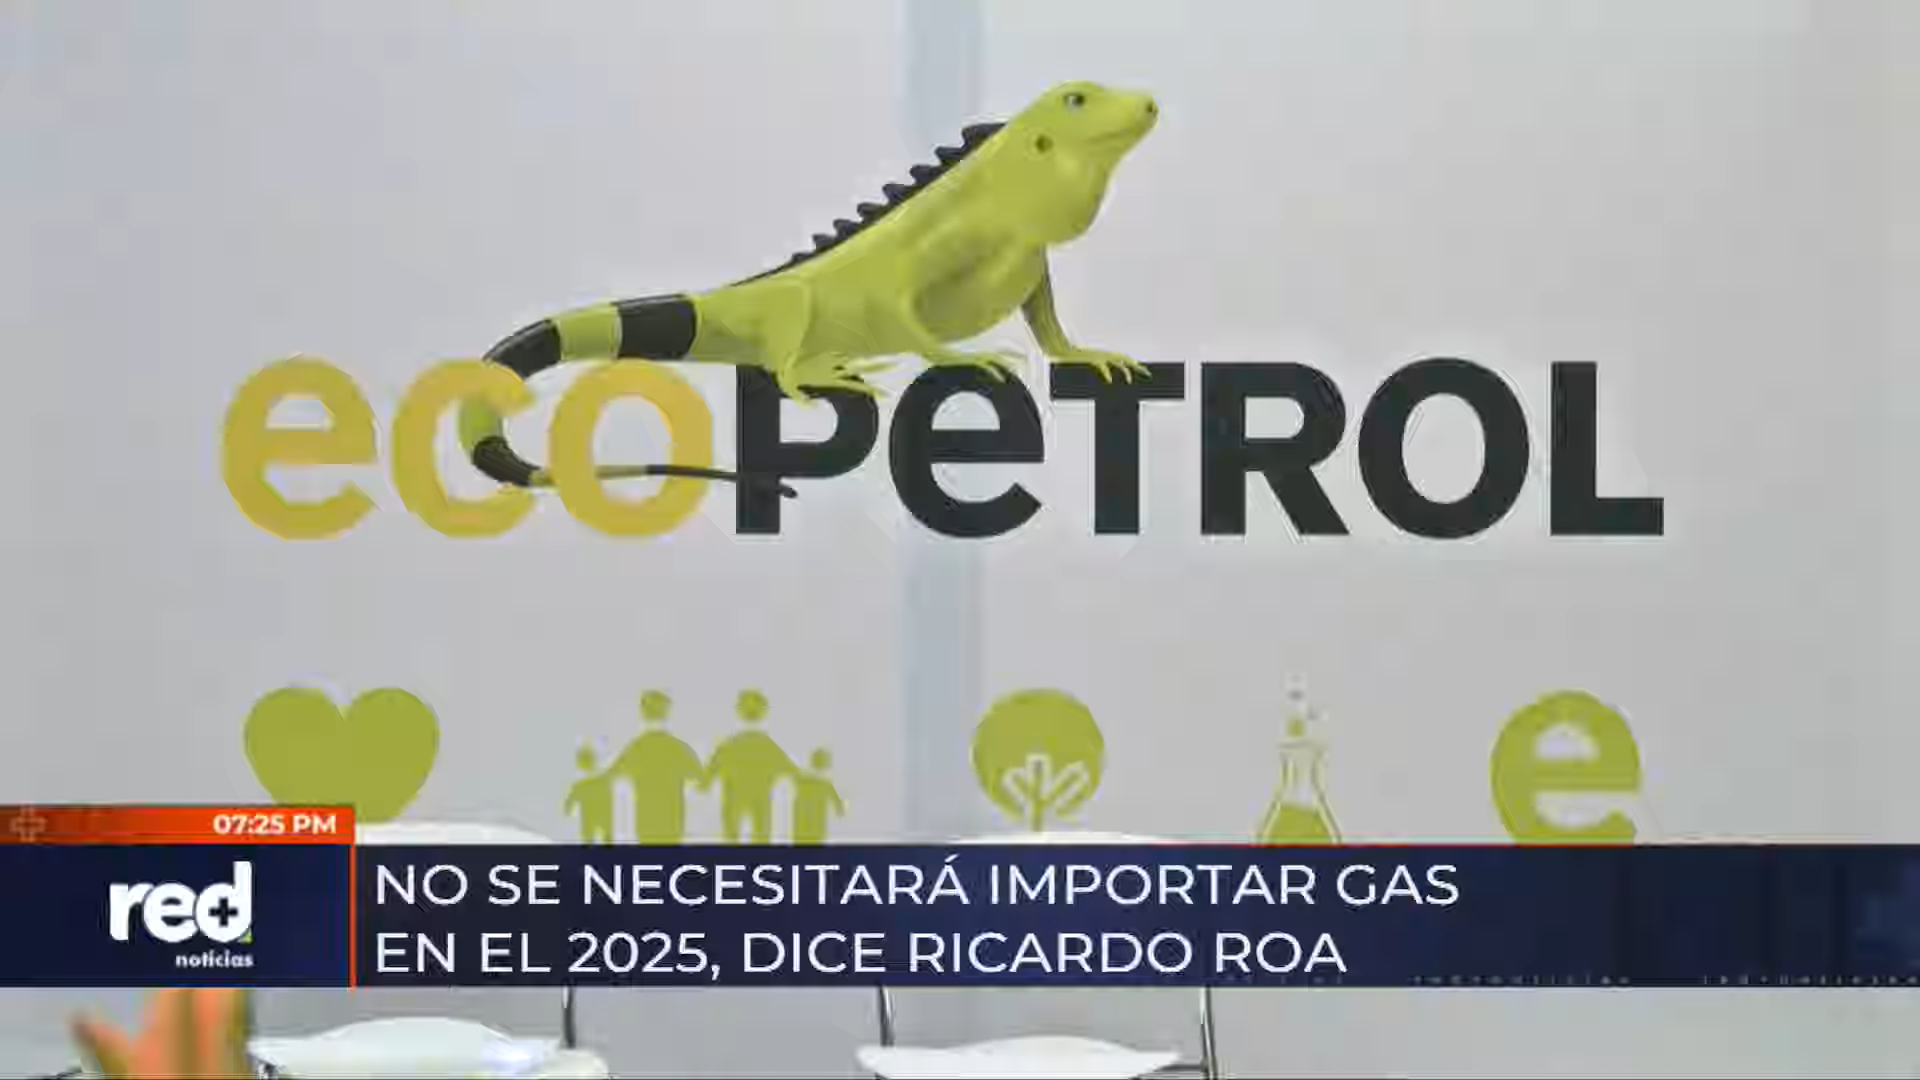 ecoPeTROL
e
07:25 PM
red+
noticias
NO SE NECESITARÁ IMPORTAR GAS
EN EL 2025, DICE RICARDO ROA